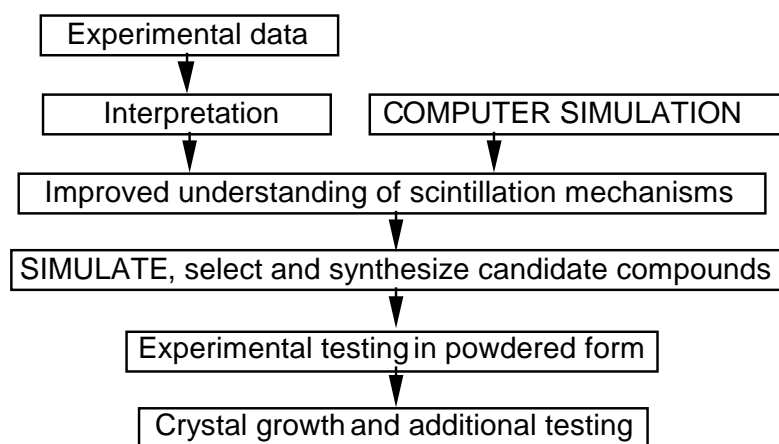 Experimental data
Interpretation
COMPUTER SIMULATION
Improved understanding of scintillation mechanisms
SIMULATE, select and synthesize candidate compounds
Experimental testing in powdered form
Crystal growth and additional testing